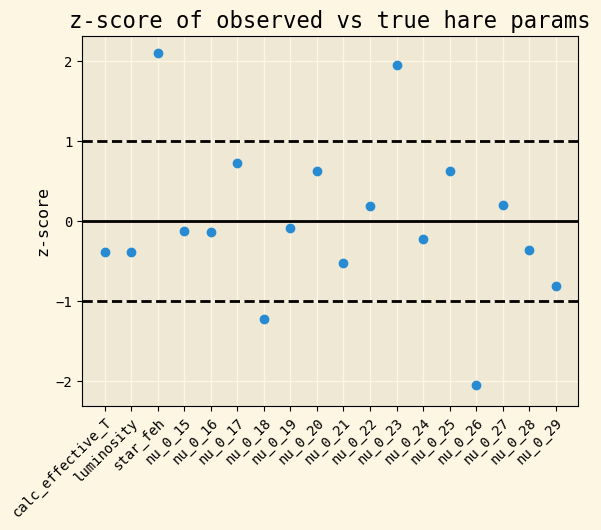 z-score of observed vs true hare params
z-score
2
1
0
−1
−2
calc_effective_T
luminosity
star_feh
nu_0_15
nu_0_16
nu_0_17
nu_0_18
nu_0_19
nu_0_20
nu_0_21
nu_0_22
nu_0_23
nu_0_24
nu_0_25
nu_0_26
nu_0_27
nu_0_28
nu_0_29